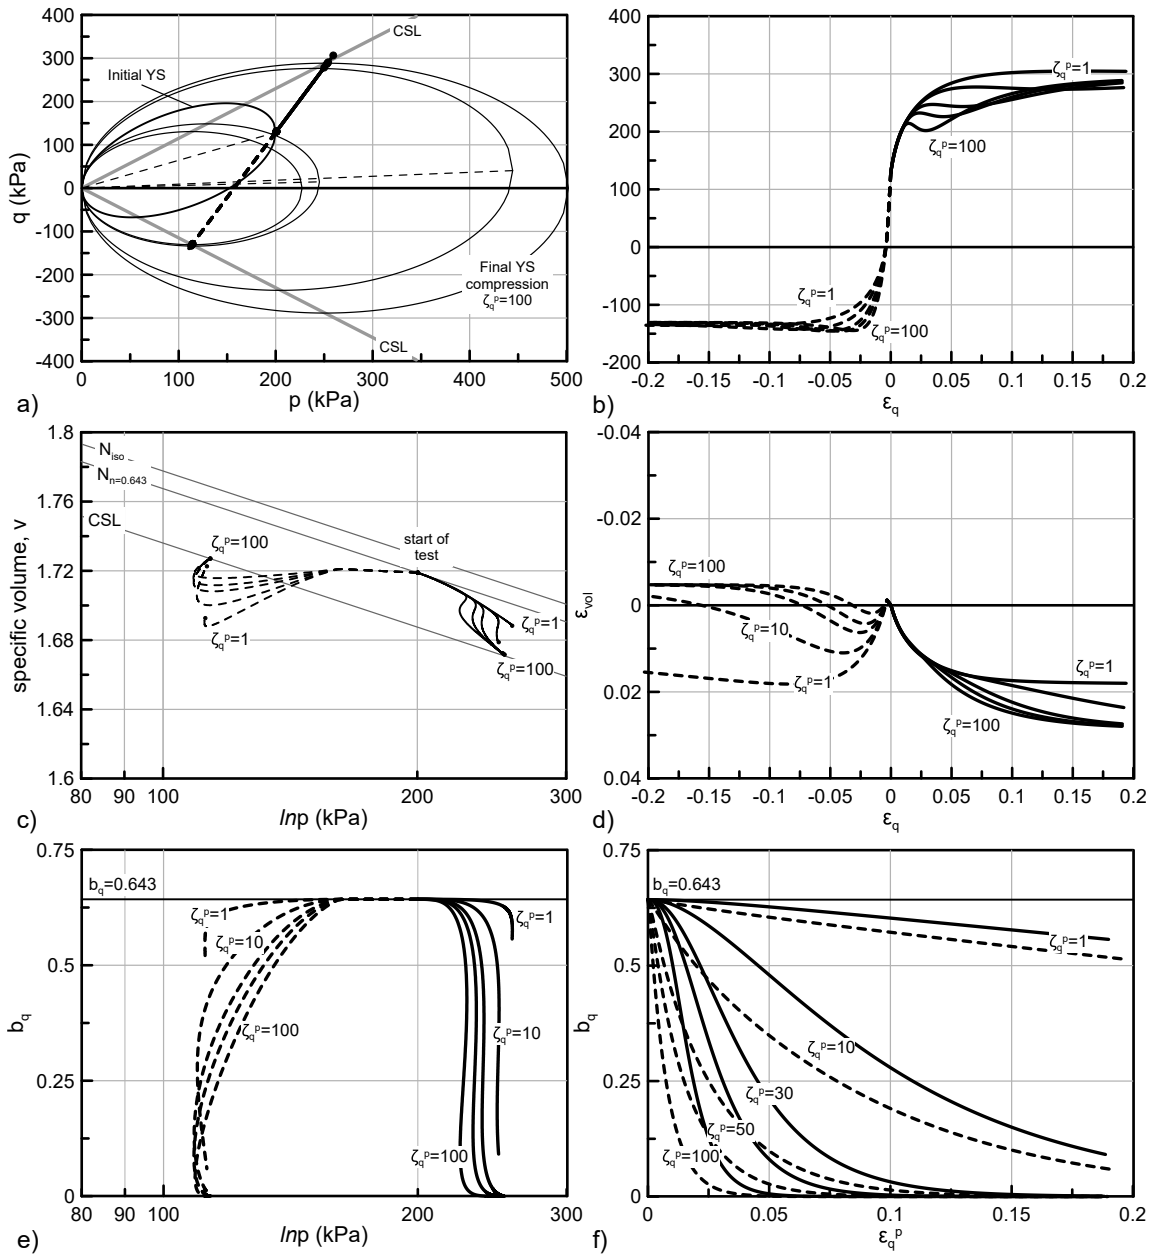 400
300
200
100
0
-100
-200
-300
-400
q (kPa)
Initial YS
CSL
Final YS
compression
ζqᵖ=100
CSL
0
100
200
300
400
500
p (kPa)
a)
400
300
200
100
0
-100
-200
ζqᵖ=1
ζqᵖ=100
ζqᵖ=1
ζqᵖ=100
-0.2
-0.15
-0.1
-0.05
0
0.05
0.1
0.15
0.2
εq
b)
1.8
1.76
1.72
1.68
1.64
1.6
specific volume, v
Niso
Nn=0.643
CSL
ζqᵖ=100
start of
test
ζqᵖ=1
ζqᵖ=1
ζqᵖ=100
80
90
100
200
300
lnp (kPa)
c)
-0.04
-0.02
0
0.02
0.04
εvol
ζqᵖ=100
ζqᵖ=10
ζqᵖ=1
ζqᵖ=1
ζqᵖ=100
-0.2
-0.15
-0.1
-0.05
0
0.05
0.1
0.15
0.2
εq
d)
0.75
0.5
0.25
0
bq
bq=0.643
ζqᵖ=1
ζqᵖ=10
ζqᵖ=100
ζqᵖ=1
ζqᵖ=10
ζqᵖ=100
80
90
100
200
300
lnp (kPa)
e)
0.75
0.5
0.25
0
bq
bq=0.643
ζqᵖ=1
ζqᵖ=10
ζqᵖ=30
ζqᵖ=50
ζqᵖ=100
0
0.05
0.1
0.15
0.2
εqᵖ
f)